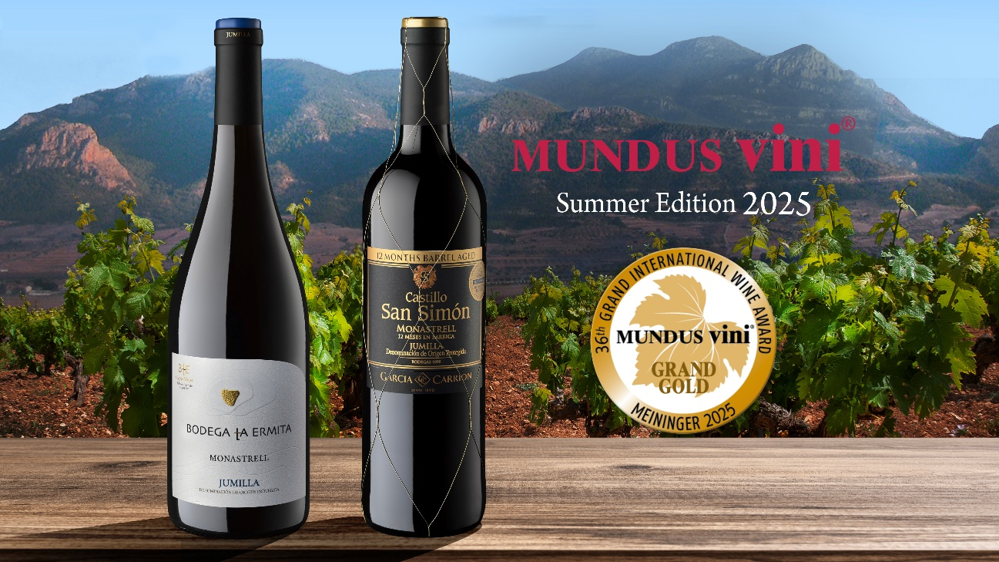 JUMILLA
BODEGA LA ERMITA
MONASTRELL
JUMILLA
DENOMINACIÓN DE ORIGEN PROTEGIDA
12 MONTHS BARREL AGED
Castillo
San Simón
MONASTRELL
12 MESES EN BARRICA
JUMILLA
Denominación de Origen Protegida
BODEGAS 1890
GARCIA CARRION
MUNDUS vini®
Summer Edition 2025
36th GRAND INTERNATIONAL WINE AWARD
MUNDUS vini®
GRAND
GOLD
MEININGER 2025